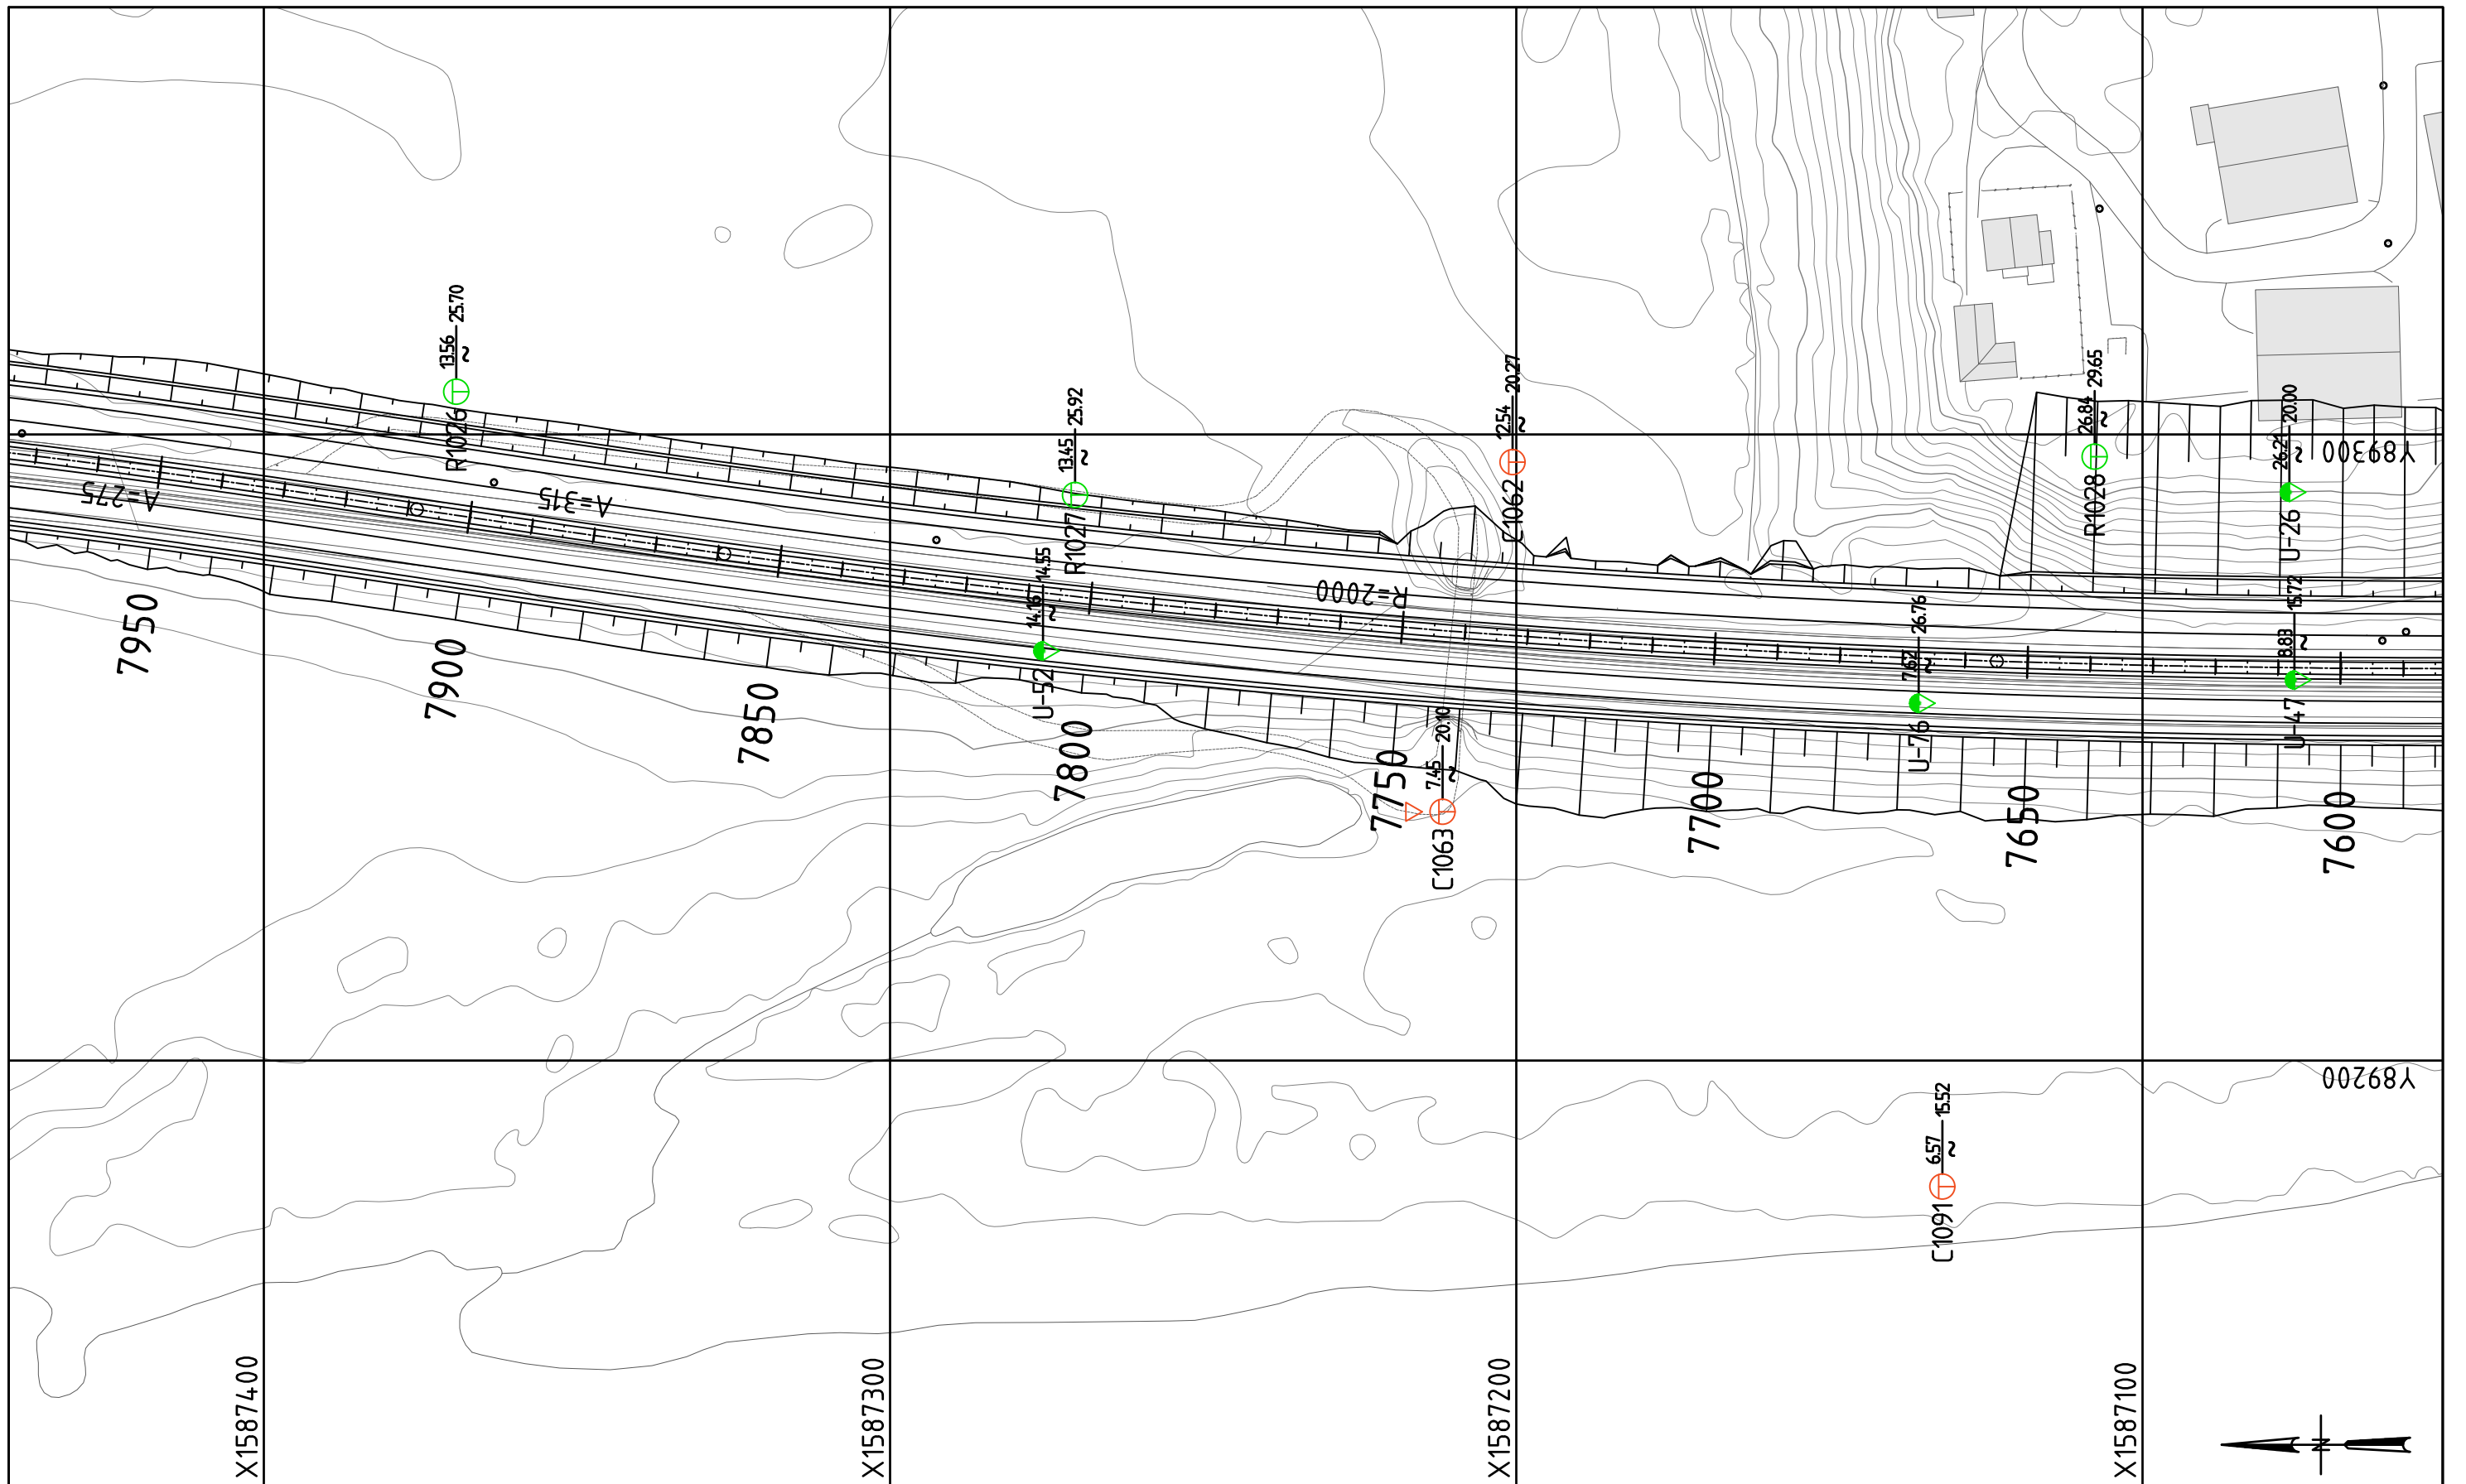 13.56
25.70
~
R1026
13.45
25.92
~
R1027
12.54
20.27
~
C1062
26.84
29.65
~
R1028
26.21
20.00
~
U-26
Y89300
A=275
A=315
R=2000
14.16
14.55
~
U-52
7.62
26.76
~
U-76
8.83
15.72
~
U-47
7.45
20.10
~
C1063
7950
7900
7850
7800
7750
7700
7650
7600
Y89200
6.57
15.52
~
C1091
X1587400
X1587300
X1587200
X1587100
N